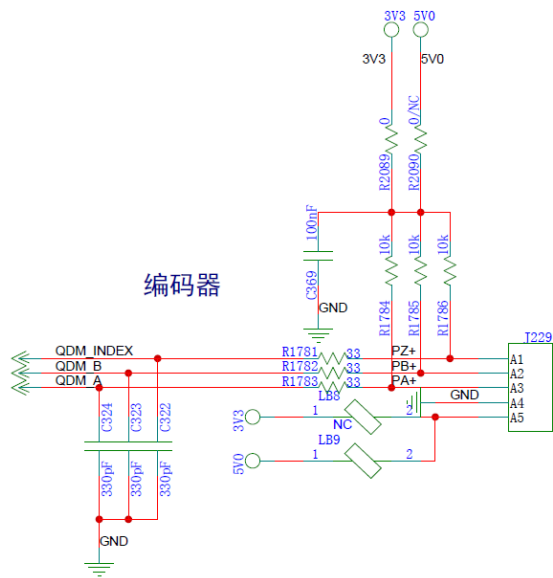 3V3 5V0
3V3 5V0
0 0/NC
R2089 R2090
100nF
C369
GND
10k 10k 10k
R1784 R1785 R1786
编码器
J229
QDM_INDEX R1781 33 PZ+ A1
QDM_B R1782 33 PB+ A2
QDM_A R1783 33 PA+ A3
GND A4
A5
LB8
3V3 1 2
NC
LB9
5V0 1 2
C324 C323 C322
330pF 330pF 330pF
GND